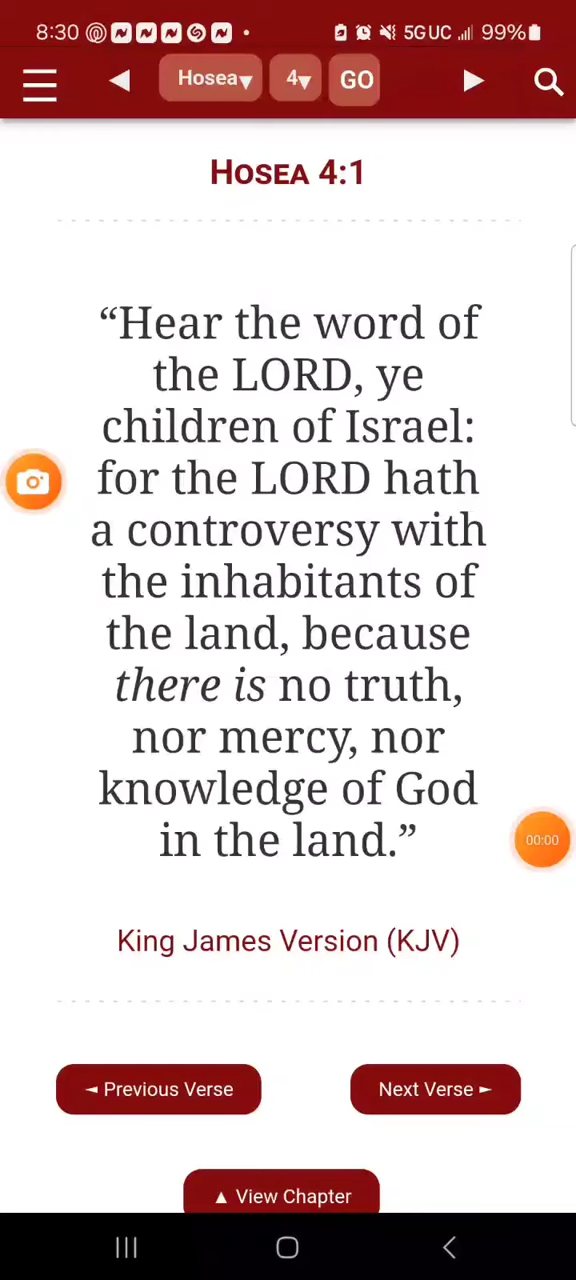 8:30 5GUC 99%
Hosea▾ 4▾ GO
HOSEA 4:1
“Hear the word of
the LORD, ye
children of Israel:
for the LORD hath
a controversy with
the inhabitants of
the land, because
there is no truth,
nor mercy, nor
knowledge of God
in the land.”
00:00
King James Version (KJV)
◄ Previous Verse Next Verse ►
▲ View Chapter